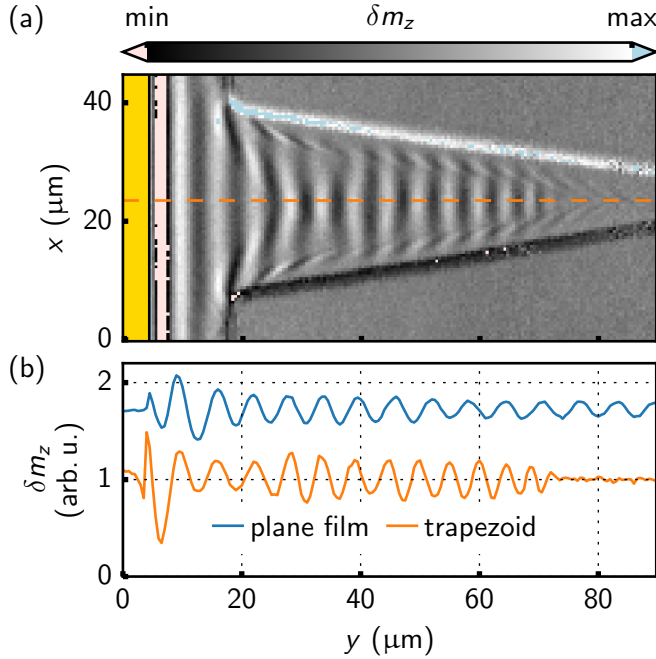 (a) min δm_z max
40
20
0
x (μm)
(b)
2
1
0
δm_z
(arb. u.)
plane film trapezoid
0 20 40 60 80
y (μm)